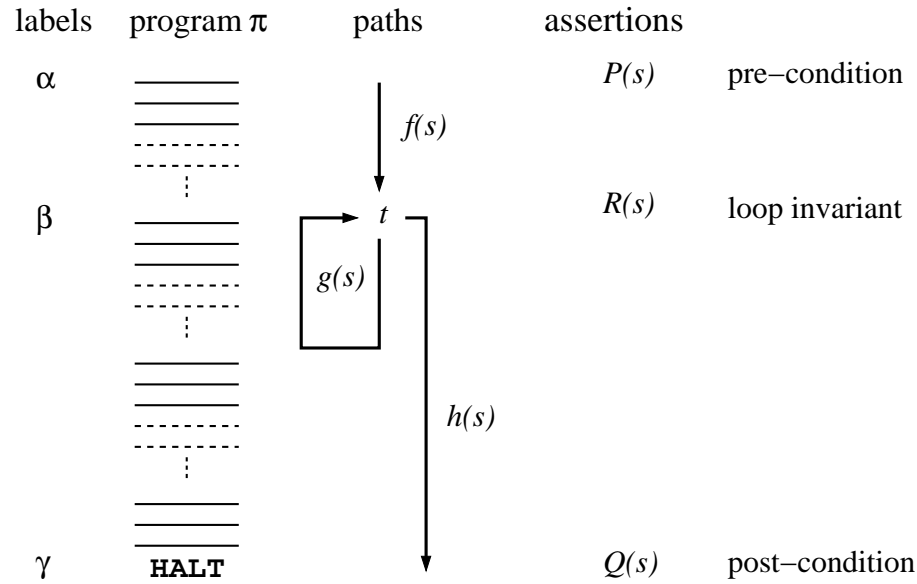 labels program π paths assertions
α P(s) pre−condition
f(s)
β t R(s) loop invariant
g(s)
h(s)
γ HALT Q(s) post−condition